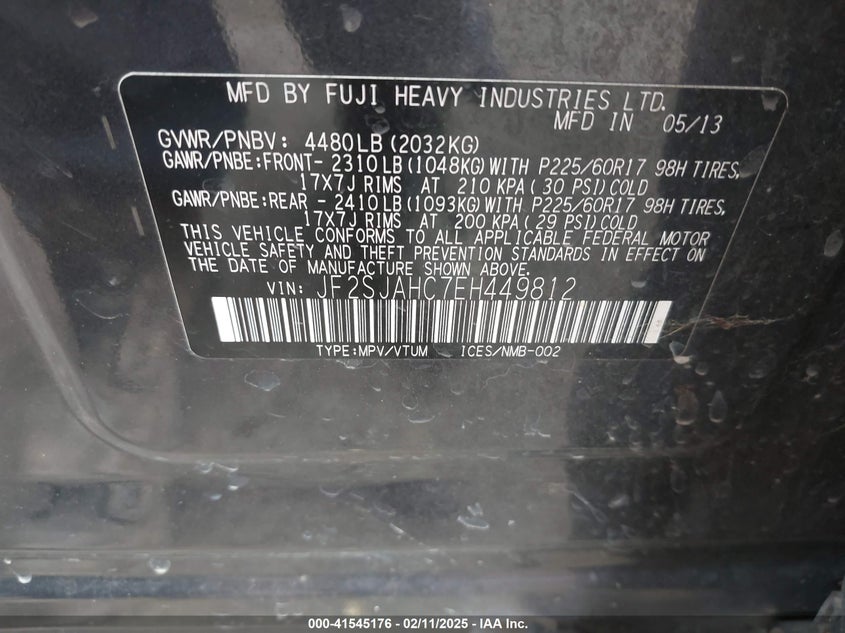 MFD BY FUJI HEAVY INDUSTRIES LTD.
MFD IN 05/13
GVWR/PNBV: 4480LB(2032KG)
GAWR/PNBE:FRONT- 2310LB(1048KG)WITH P225/60R17 98H TIRES,
17X7J RIMS AT 210 KPA(30 PSI)COLD
GAWR/PNBE:REAR - 2410LB(1093KG)WITH P225/60R17 98H TIRES,
17X7J RIMS AT 200 KPA(29 PSI)COLD
THIS VEHICLE CONFORMS TO ALL APPLICABLE FEDERAL MOTOR
VEHICLE SAFETY AND THEFT PREVENTION STANDARDS IN EFFECT ON
THE DATE OF MANUFACTURE SHOWN ABOVE.
VIN: JF2SJAHC7EH449812
TYPE:MPV/VTUM ICES/NMB-002
000-41545176 - 02/11/2025 - IAA Inc.